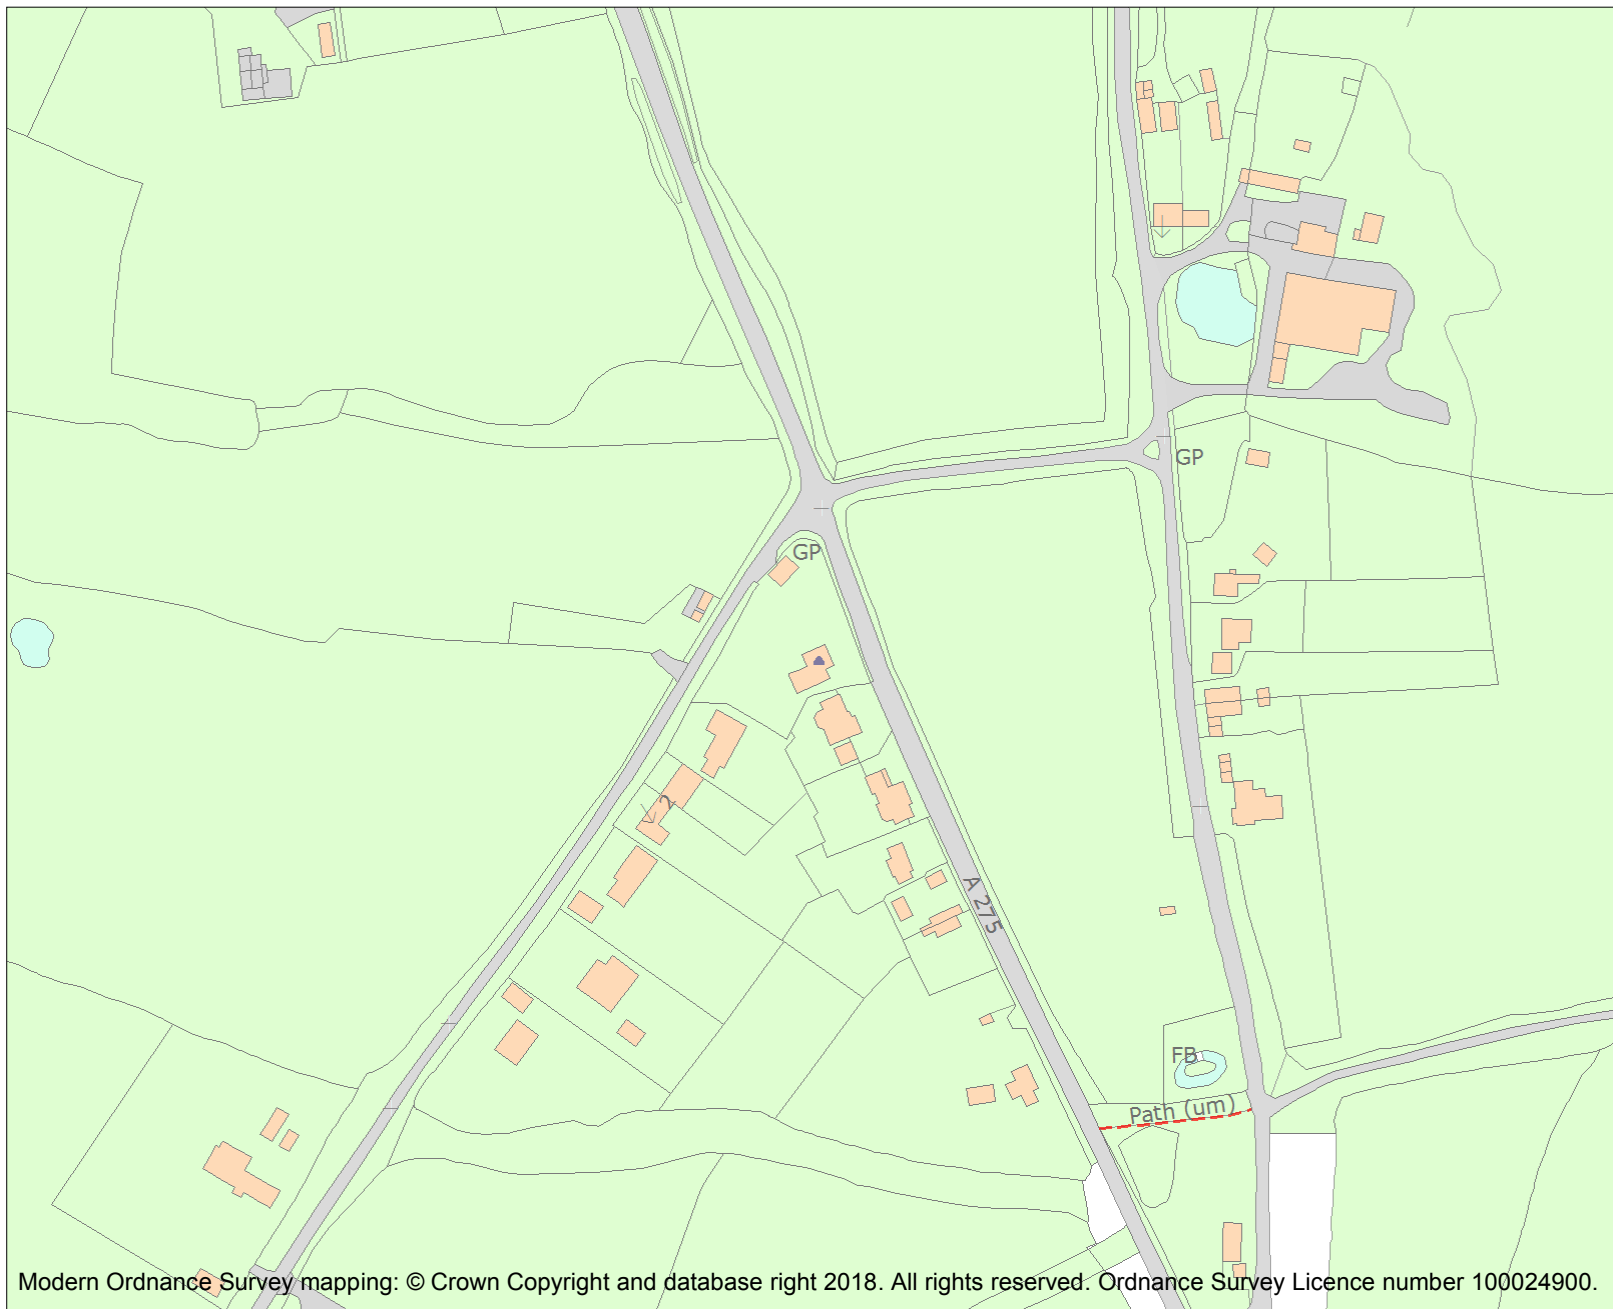 GP
GP
2
A 275
FB
Path (um)
Modern Ordnance Survey mapping: © Crown Copyright and database right 2018. All rights reserved. Ordnance Survey Licence number 100024900.